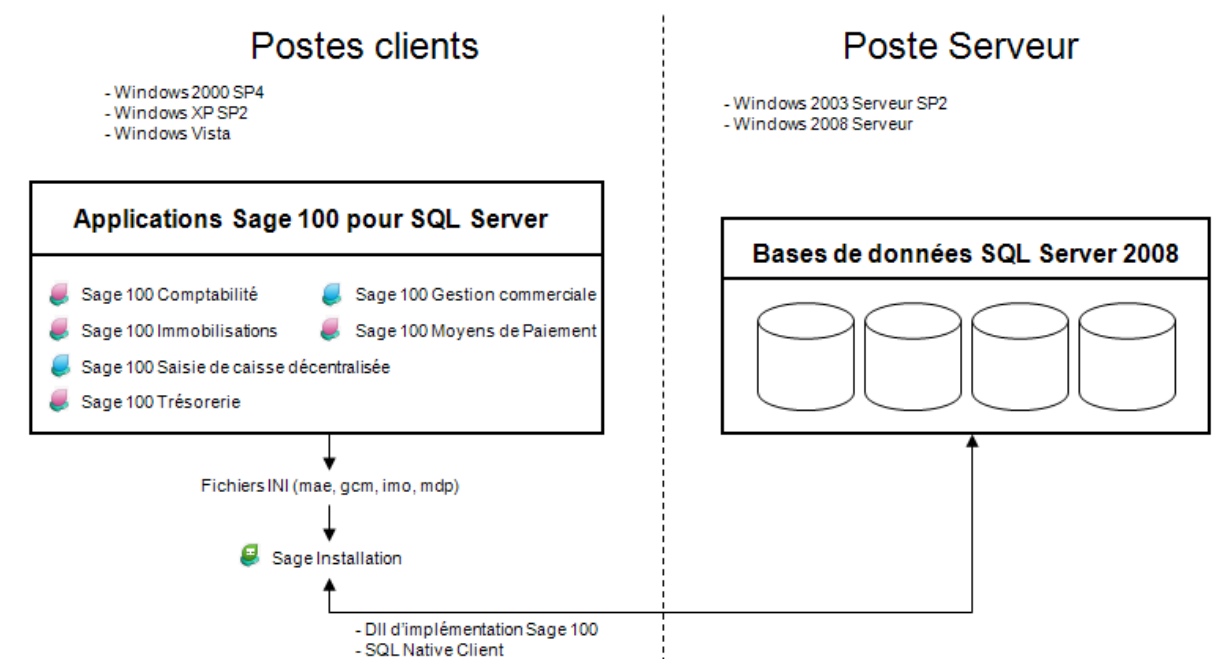 Postes clients
- Windows 2000 SP4
- Windows XP SP2
- Windows Vista
Applications Sage 100 pour SQL Server
Sage 100 Comptabilité
Sage 100 Gestion commerciale
Sage 100 Immobilisations
Sage 100 Moyens de Paiement
Sage 100 Saisie de caisse décentralisée
Sage 100 Trésorerie
Fichiers INI (mae, gcm, imo, mdp)
Sage Installation
- Dll d'implémentation Sage 100
- SQL Native Client
Poste Serveur
- Windows 2003 Serveur SP2
- Windows 2008 Serveur
Bases de données SQL Server 2008